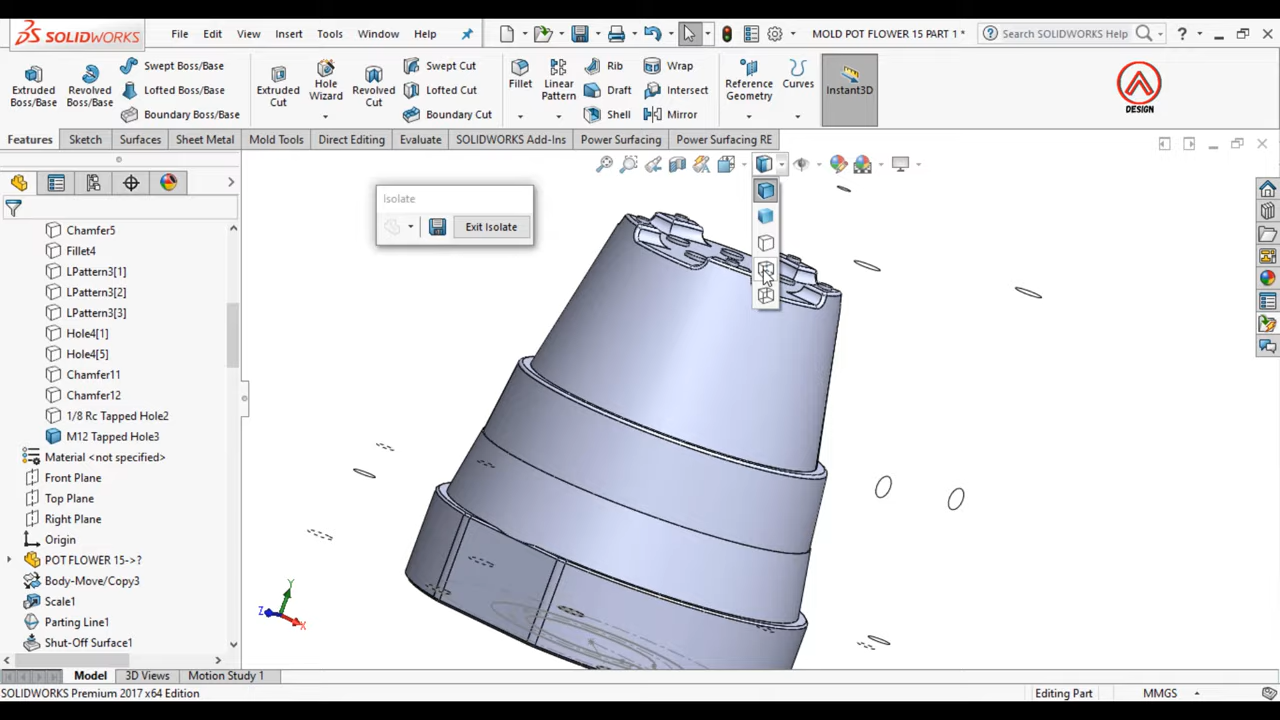 SOLIDWORKS
File Edit View Insert Tools Window Help
MOLD POT FLOWER 15 PART 1 *
Search SOLIDWORKS Help
Extruded Boss/Base
Revolved Boss/Base
Swept Boss/Base
Lofted Boss/Base
Boundary Boss/Base
Extruded Cut
Hole Wizard
Revolved Cut
Swept Cut
Lofted Cut
Boundary Cut
Fillet
Linear Pattern
Rib
Draft
Shell
Wrap
Intersect
Mirror
Reference Geometry
Curves
Instant3D
DESIGN
Features Sketch Surfaces Sheet Metal Mold Tools Direct Editing Evaluate SOLIDWORKS Add-Ins Power Surfacing Power Surfacing RE
Isolate
Exit Isolate
Chamfer5
Fillet4
LPattern3[1]
LPattern3[2]
LPattern3[3]
Hole4[1]
Hole4[5]
Chamfer11
Chamfer12
1/8 Rc Tapped Hole2
M12 Tapped Hole3
Material <not specified>
Front Plane
Top Plane
Right Plane
Origin
POT FLOWER 15->?
Body-Move/Copy3
Scale1
Parting Line1
Shut-Off Surface1
Y
Z
X
Model 3D Views Motion Study 1
SOLIDWORKS Premium 2017 x64 Edition
Editing Part
MMGS